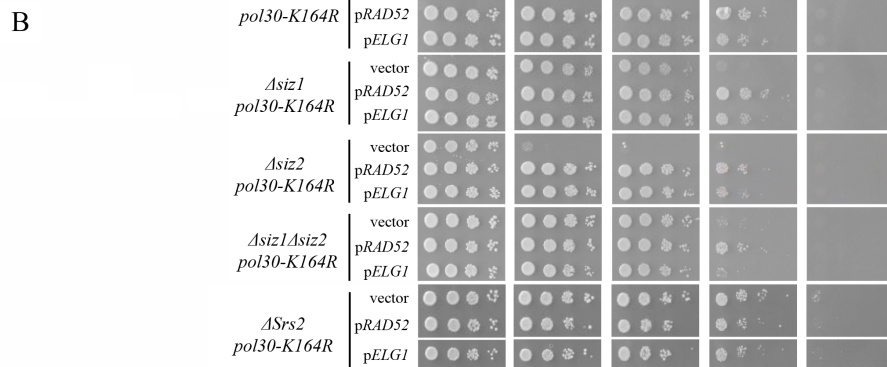 B
pol30-K164R
pRAD52
pELG1
Δsiz1
pol30-K164R
vector
pRAD52
pELG1
Δsiz2
pol30-K164R
vector
pRAD52
pELG1
Δsiz1Δsiz2
pol30-K164R
vector
pRAD52
pELG1
ΔSrs2
pol30-K164R
vector
pRAD52
pELG1